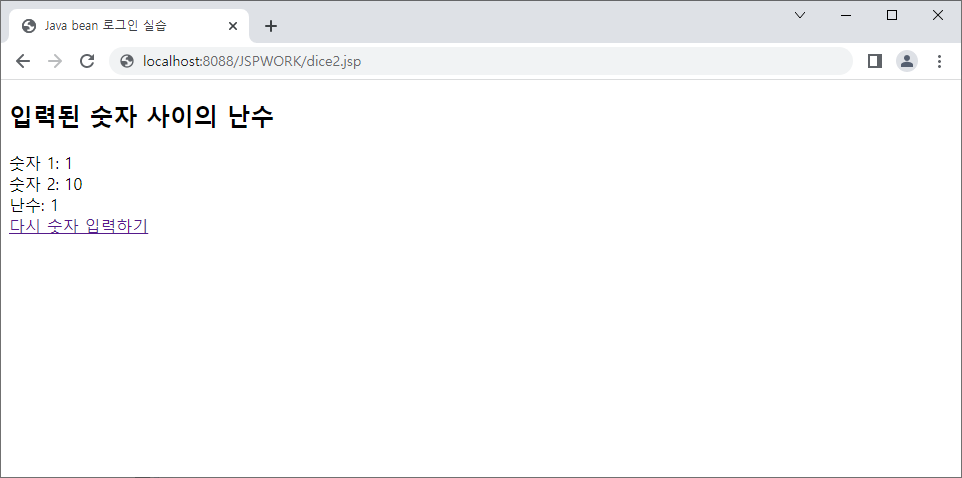 Java bean 로그인 실습
localhost:8088/JSPWORK/dice2.jsp
입력된 숫자 사이의 난수
숫자 1: 1
숫자 2: 10
난수: 1
다시 숫자 입력하기